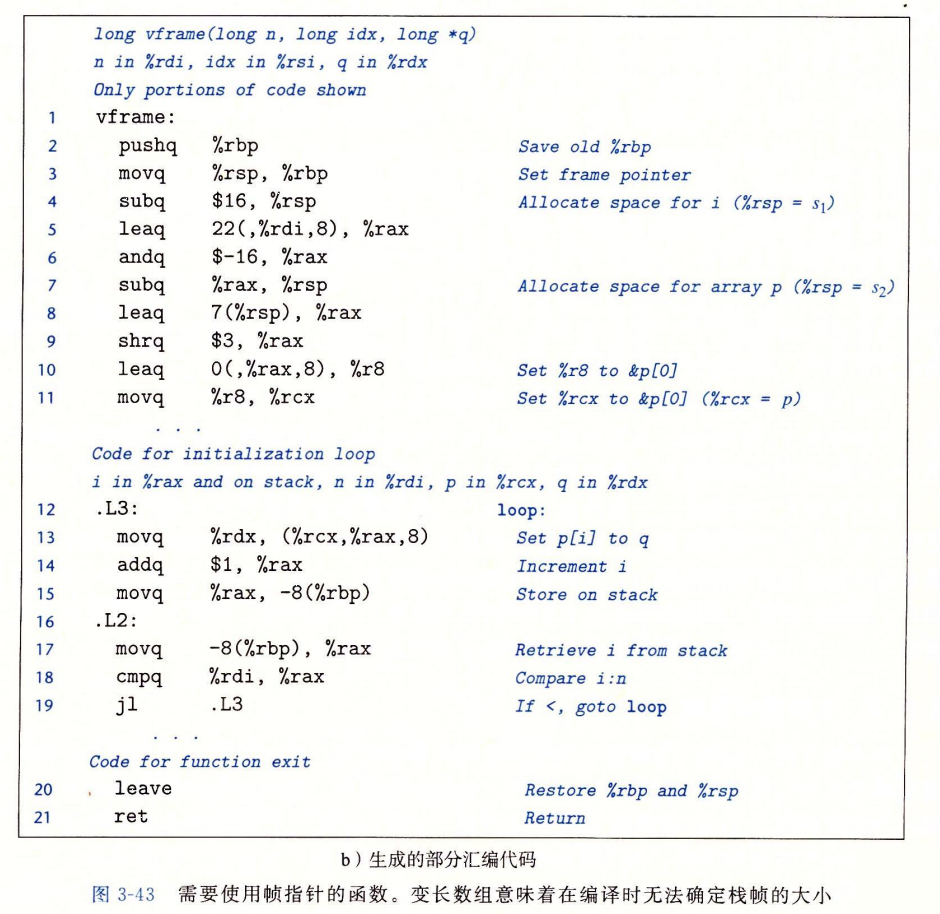 long vframe(long n, long idx, long *q)
n in %rdi, idx in %rsi, q in %rdx
Only portions of code shown
1 vframe:
2 pushq %rbp Save old %rbp
3 movq %rsp, %rbp Set frame pointer
4 subq $16, %rsp Allocate space for i (%rsp = s₁)
5 leaq 22(,%rdi,8), %rax
6 andq $-16, %rax
7 subq %rax, %rsp Allocate space for array p (%rsp = s₂)
8 leaq 7(%rsp), %rax
9 shrq $3, %rax
10 leaq 0(,%rax,8), %r8 Set %r8 to &p[0]
11 movq %r8, %rcx Set %rcx to &p[0] (%rcx = p)
. . .
Code for initialization loop
i in %rax and on stack, n in %rdi, p in %rcx, q in %rdx
12 .L3: loop:
13 movq %rdx, (%rcx,%rax,8) Set p[i] to q
14 addq $1, %rax Increment i
15 movq %rax, -8(%rbp) Store on stack
16 .L2:
17 movq -8(%rbp), %rax Retrieve i from stack
18 cmpq %rdi, %rax Compare i:n
19 jl .L3 If <, goto loop
. . .
Code for function exit
20 leave Restore %rbp and %rsp
21 ret Return
b）生成的部分汇编代码
图 3-43 需要使用帧指针的函数。变长数组意味着在编译时无法确定栈帧的大小